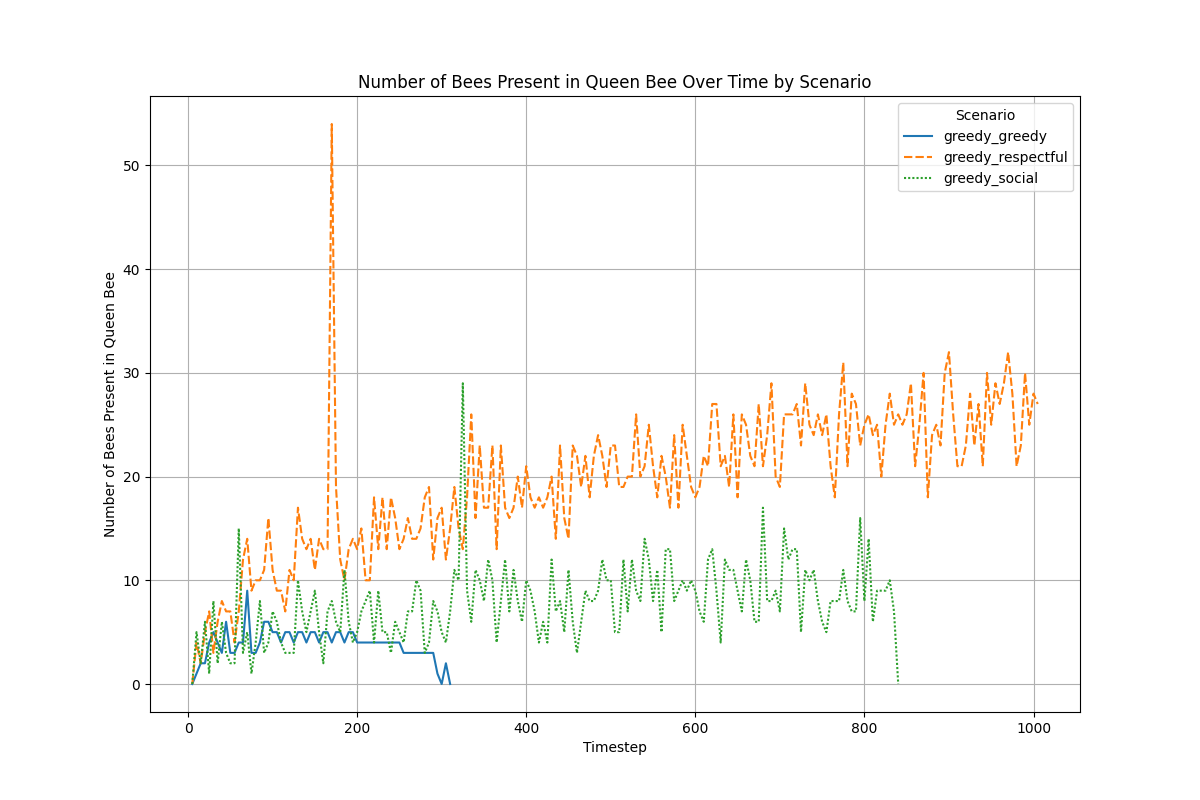 Number of Bees Present in Queen Bee Over Time by Scenario
Scenario
greedy_greedy
greedy_respectful
greedy_social
Number of Bees Present in Queen Bee
50
40
30
20
10
0
0 200 400 600 800 1000
Timestep